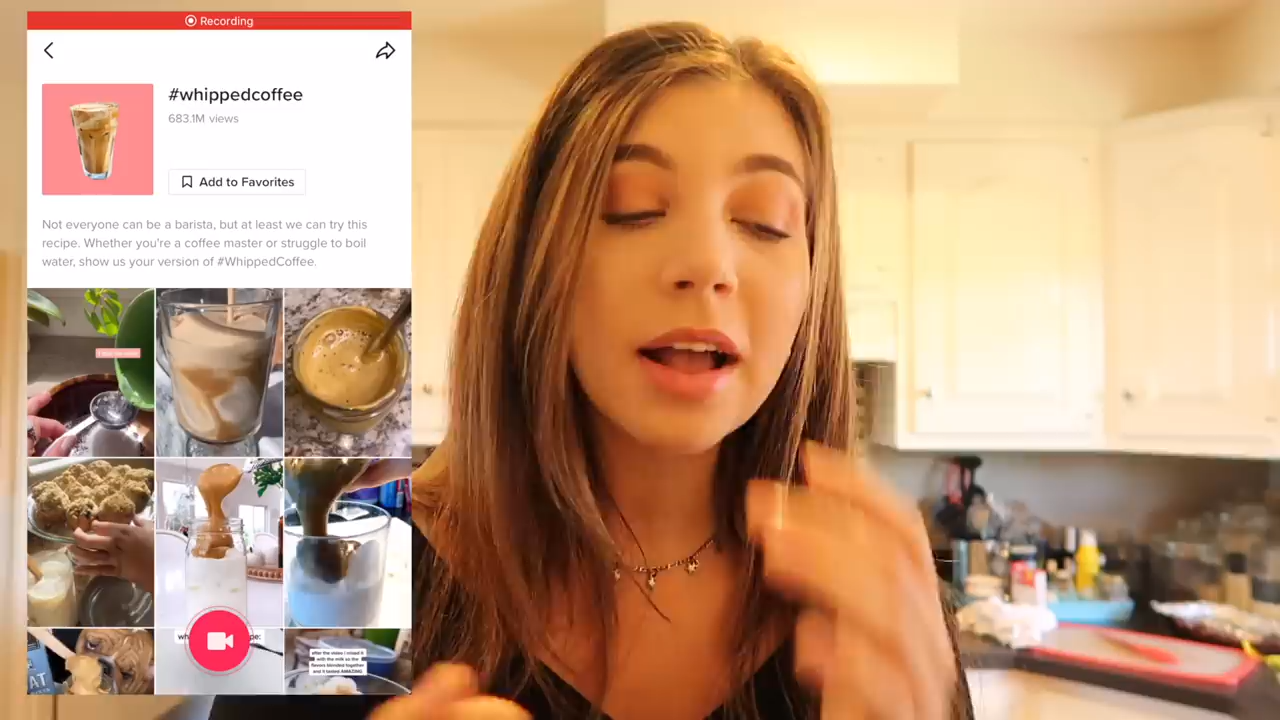 Recording
#whippedcoffee
683.1M views
Add to Favorites
Not everyone can be a barista, but at least we can try this
recipe. Whether you're a coffee master or struggle to boil
water, show us your version of #WhippedCoffee.
after the video i mixed it
with the milk so the
flavors blended together
and it tasted AMAZING